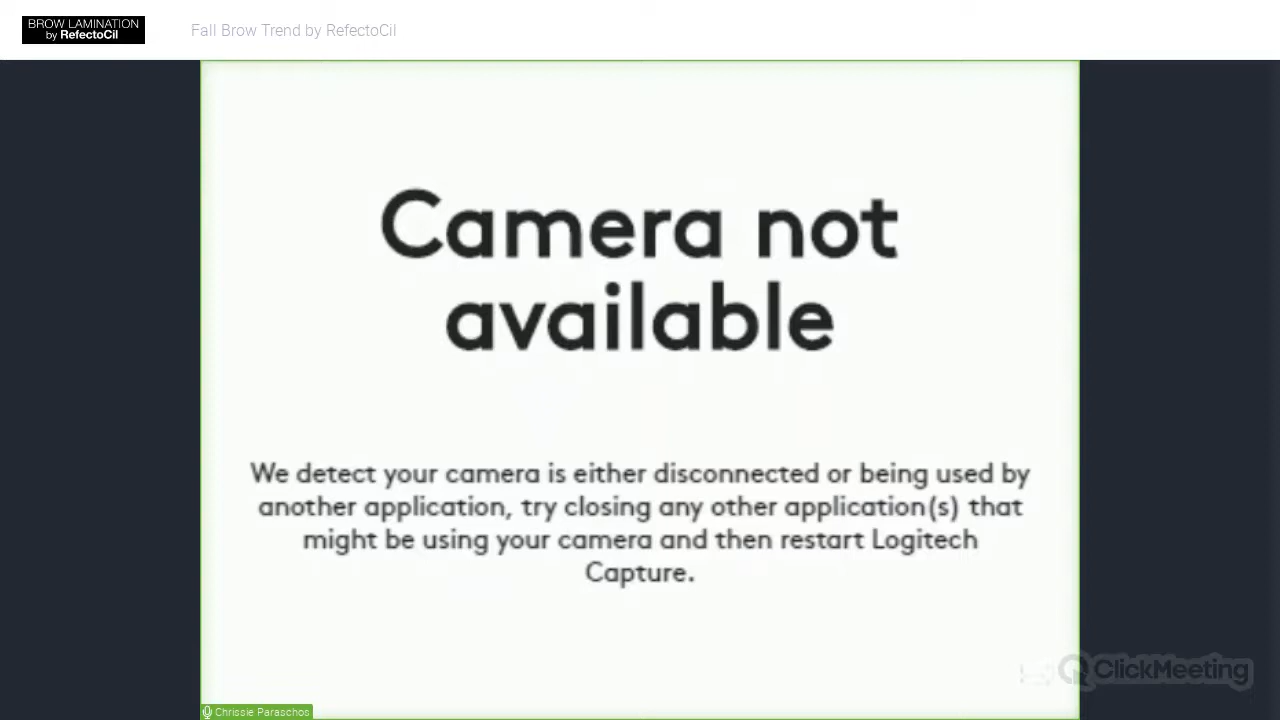 BROW LAMINATION
by RefectoCil
Fall Brow Trend by RefectoCil
Camera not
available
We detect your camera is either disconnected or being used by
another application, try closing any other application(s) that
might be using your camera and then restart Logitech
Capture.
ClickMeeting
Chrissie Paraschos